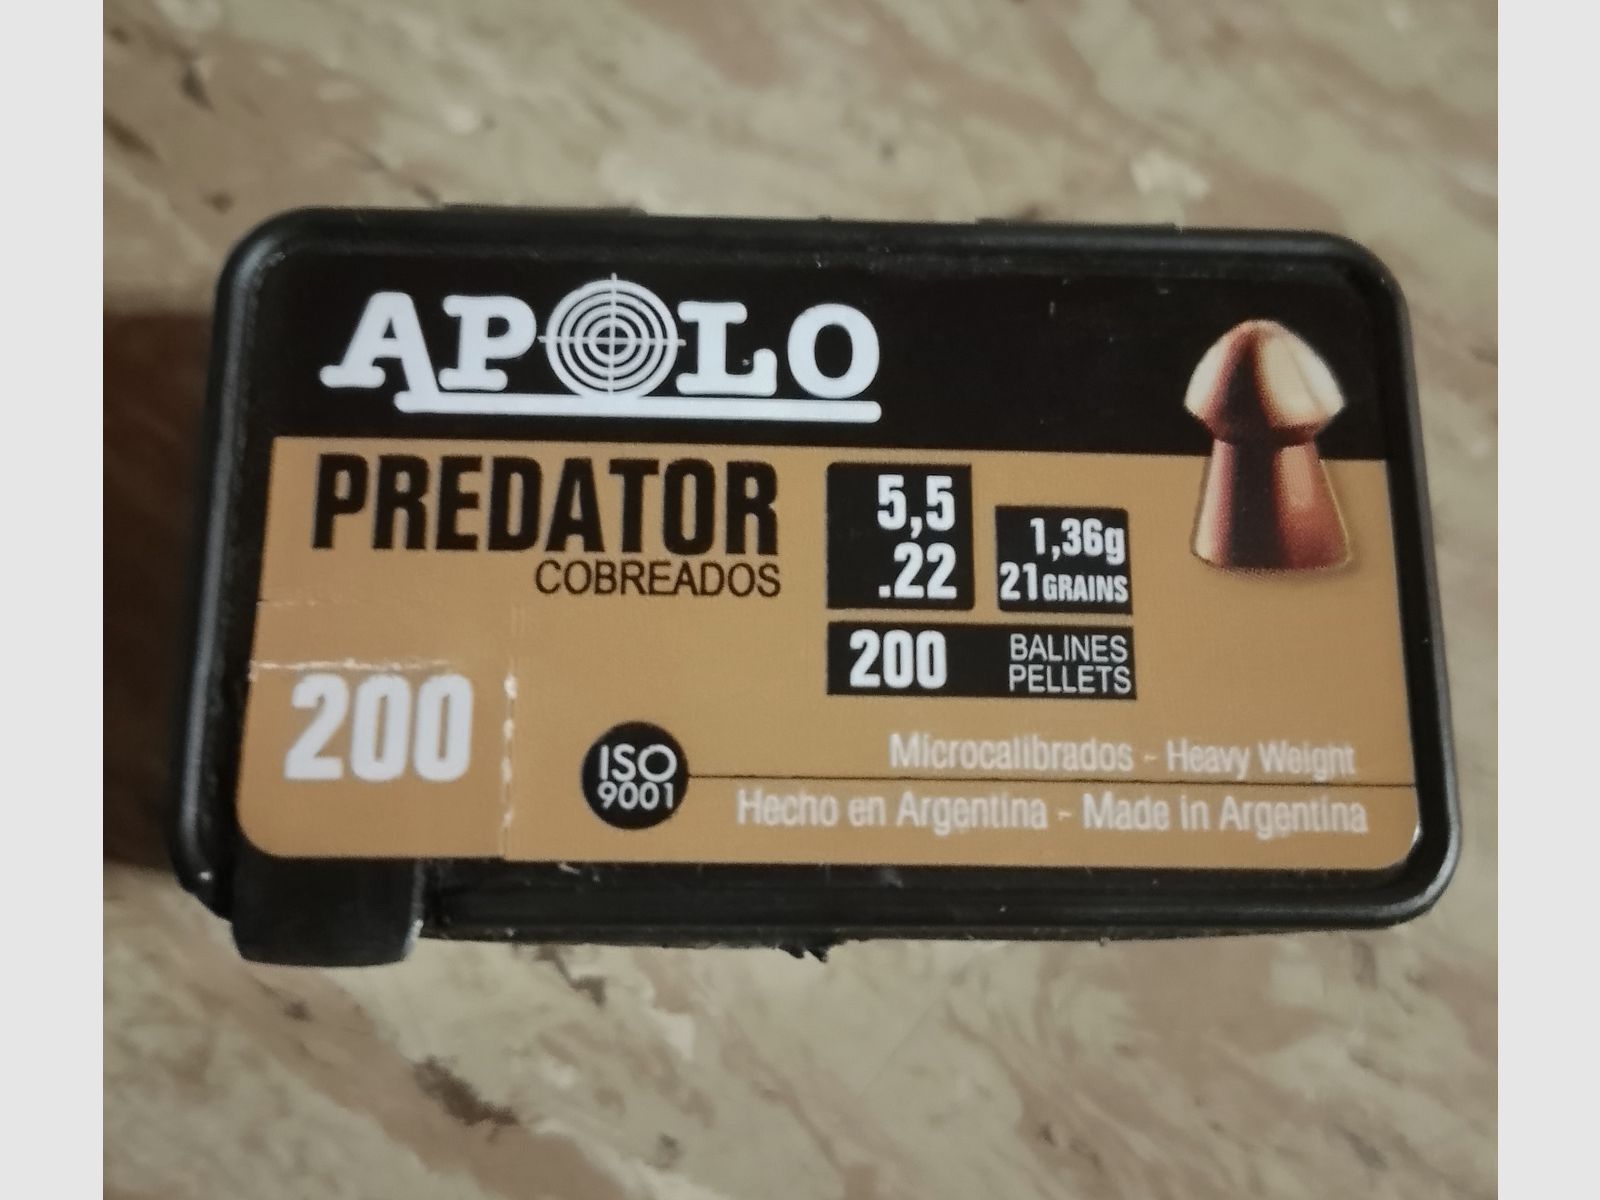 APOLO
PREDATOR
COBREADOS
5,5
.22
1,36g
21 GRAINS
200 BALINES
PELLETS
200
ISO
9001
Microcalibrados - Heavy Weight
Hecho en Argentina - Made in Argentina